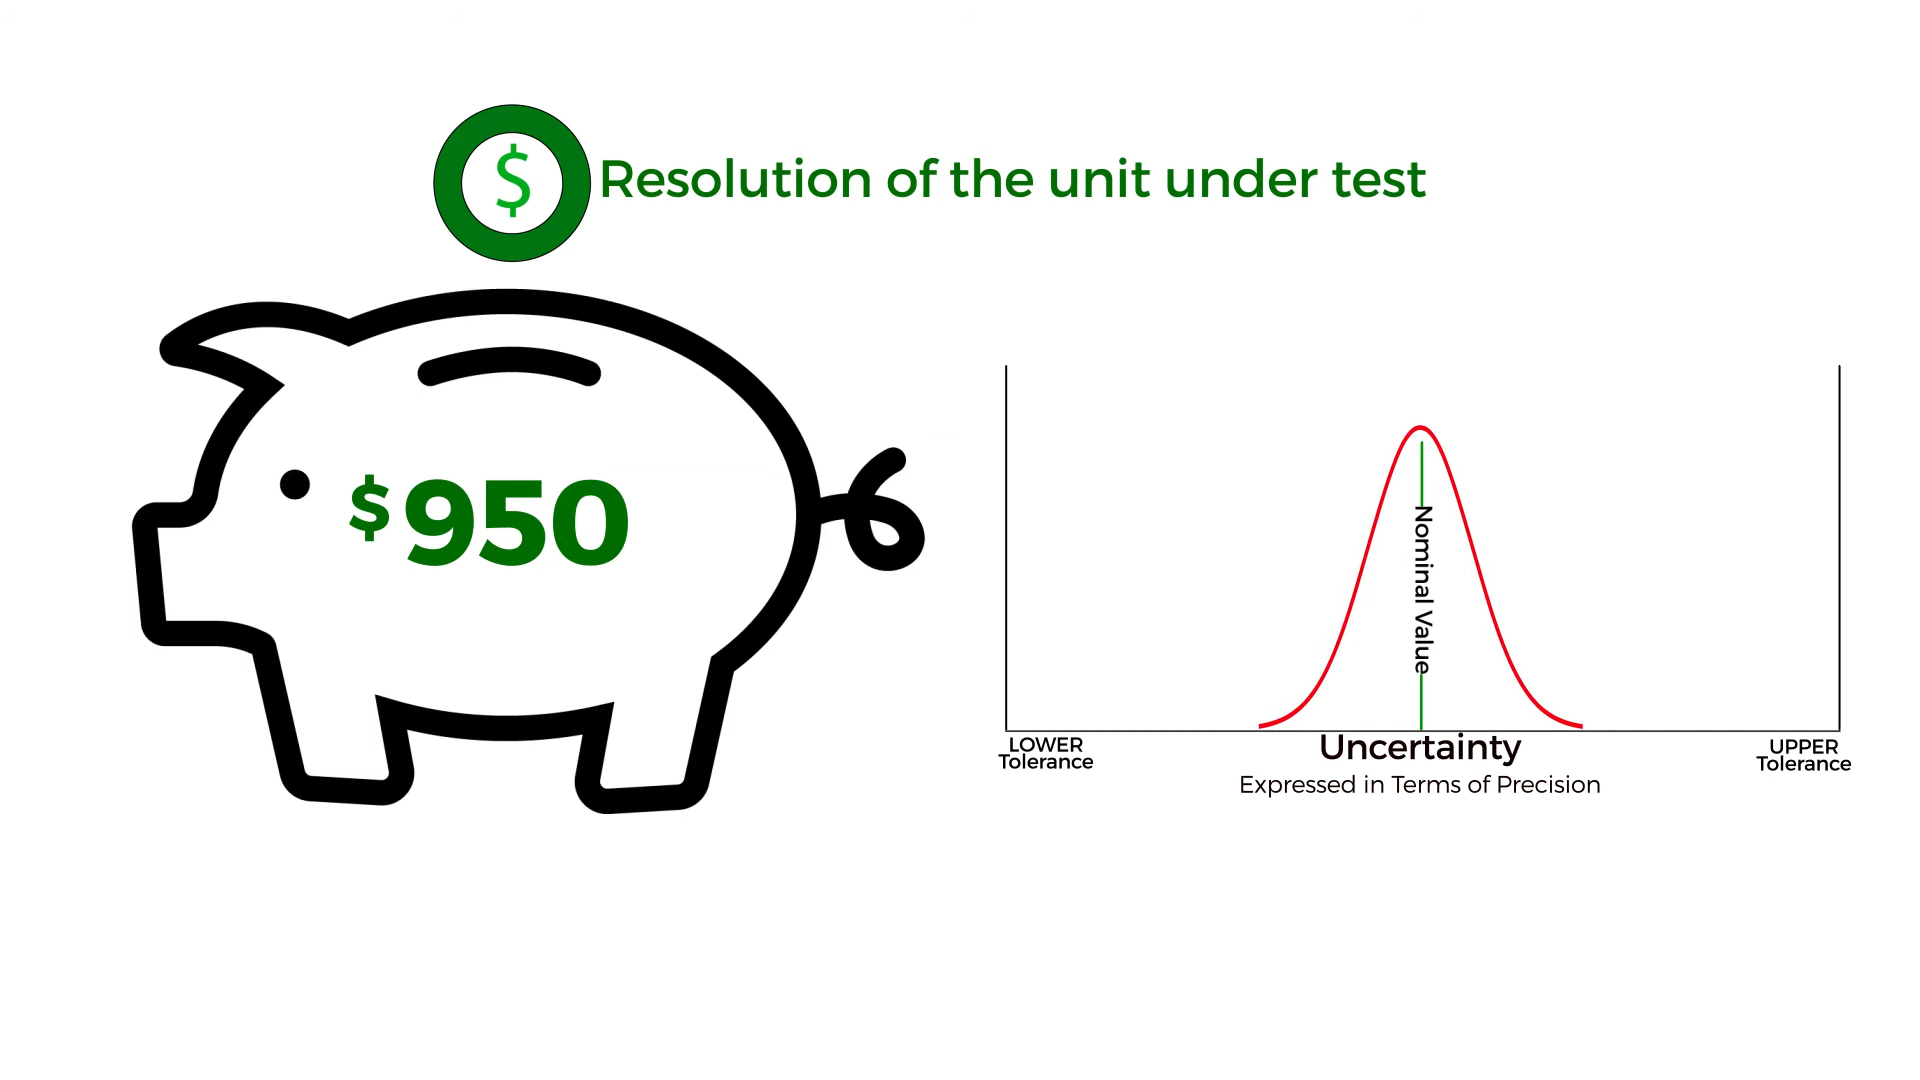 $
Resolution of the unit under test
$950
Nominal Value
LOWER
Tolerance
Uncertainty
Expressed in Terms of Precision
UPPER
Tolerance